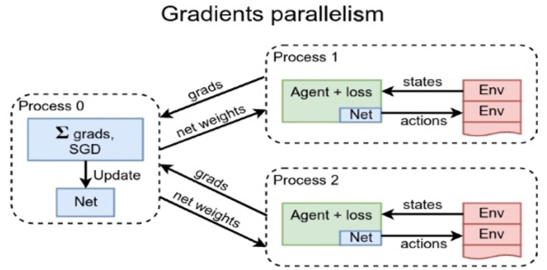 Gradients parallelism
Process 0
Σ grads,
SGD
Update
Net
grads
net weights
grads
net weights
Process 1
Agent + loss
Net
states
actions
Env
Env
Process 2
Agent + loss
Net
states
actions
Env
Env